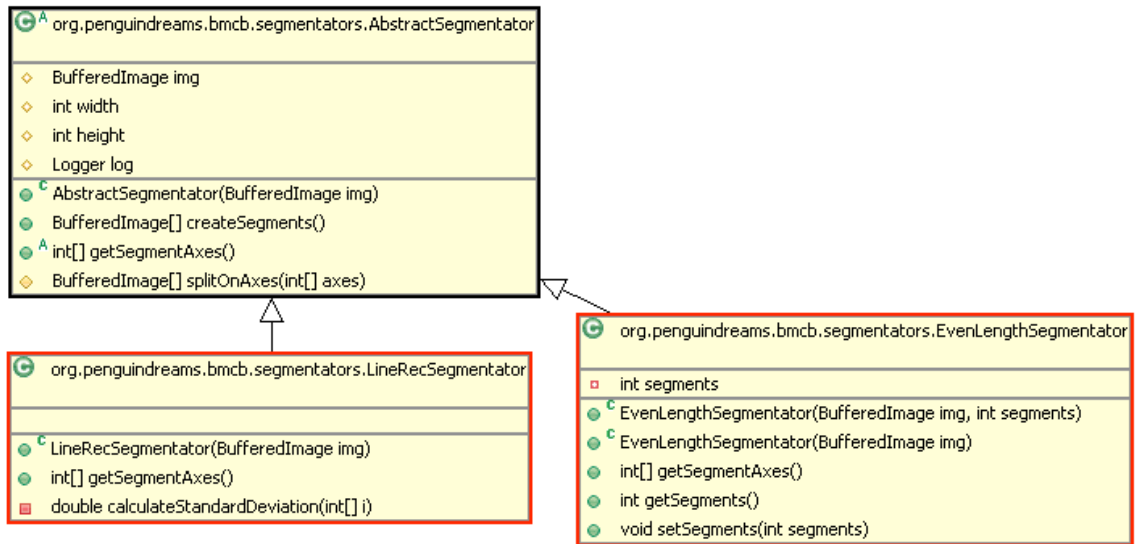 C A org.penguindreams.bmcb.segmentators.AbstractSegmentator
BufferedImage img
int width
int height
Logger log
C AbstractSegmentator(BufferedImage img)
BufferedImage[] createSegments()
A int[] getSegmentAxes()
BufferedImage[] splitOnAxes(int[] axes)
C org.penguindreams.bmcb.segmentators.LineRecSegmentator
C LineRecSegmentator(BufferedImage img)
int[] getSegmentAxes()
double calculateStandardDeviation(int[] i)
C org.penguindreams.bmcb.segmentators.EvenLengthSegmentator
int segments
C EvenLengthSegmentator(BufferedImage img, int segments)
C EvenLengthSegmentator(BufferedImage img)
int[] getSegmentAxes()
int getSegments()
void setSegments(int segments)